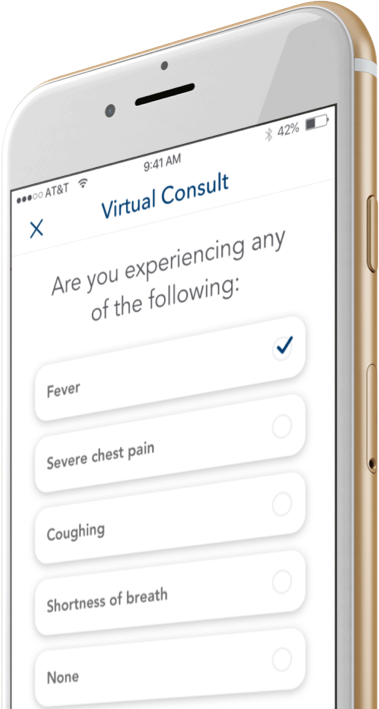 AT&T
9:41 AM
42%
Virtual Consult
Are you experiencing any
of the following:
Fever
Severe chest pain
Coughing
Shortness of breath
None